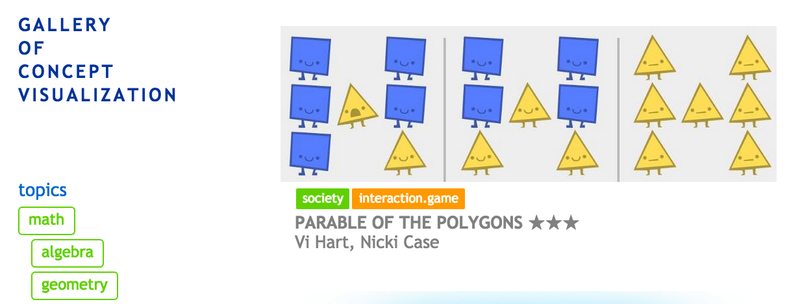 GALLERY
OF
CONCEPT
VISUALIZATION
topics
math
algebra
geometry
society interaction.game
PARABLE OF THE POLYGONS ★★★
Vi Hart, Nicki Case